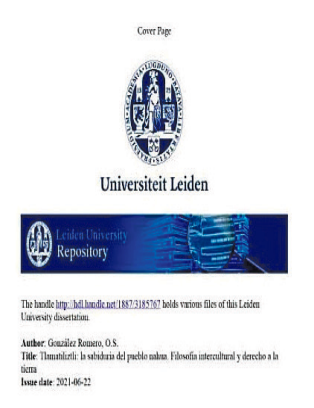 Cover Page
Universiteit Leiden
Leiden University
Repository
The handle http://hdl.handle.net/1887/3185767 holds various files of this Leiden
University dissertation.
Author: González Romero, O.S.
Title: Tlamatiliztli: la sabiduría del pueblo nahua. Filosofía intercultural y derecho a la
tierra
Issue date: 2021-06-22